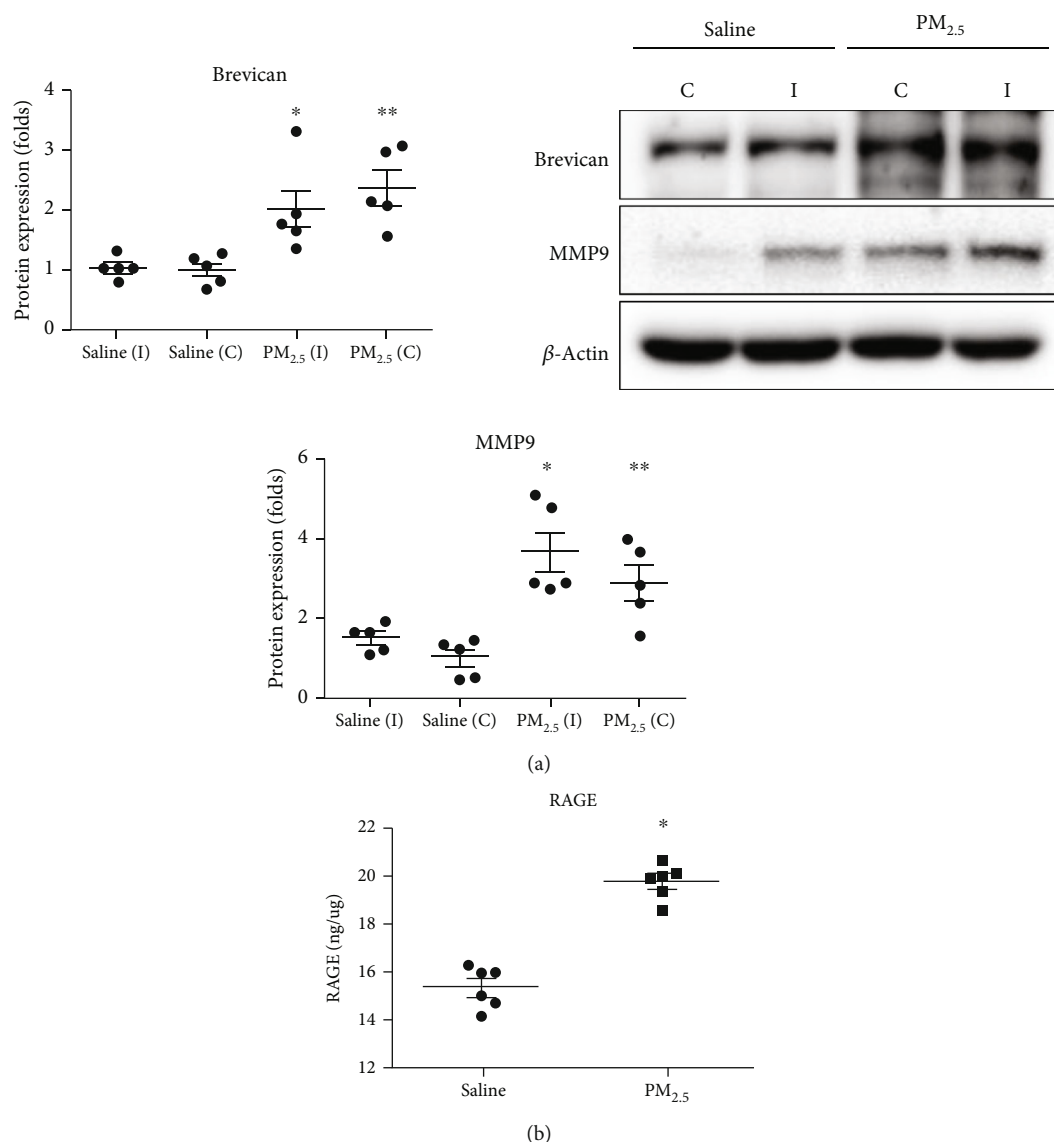 Brevican
Protein expression (folds)
4
3
2
1
0
* **
Saline (I) Saline (C) PM2.5 (I) PM2.5 (C)
Saline PM2.5
C I C I
Brevican
MMP9
β-Actin
MMP9
Protein expression (folds)
6
4
2
0
* **
Saline (I) Saline (C) PM2.5 (I) PM2.5 (C)
(a)
RAGE
RAGE (ng/ug)
22
20
18
16
14
12
*
Saline PM2.5
(b)